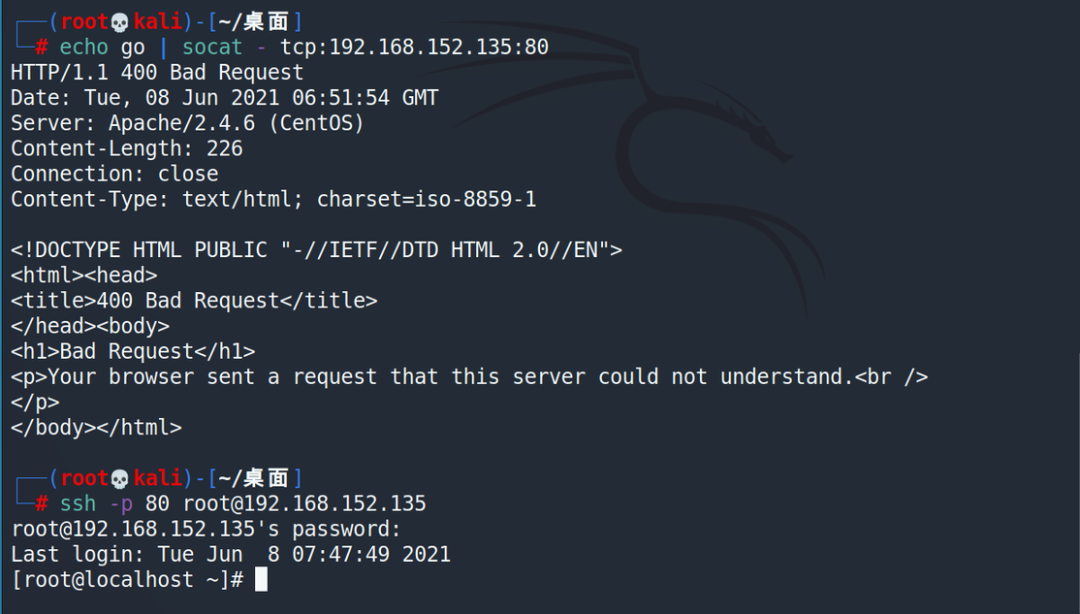 ┌──(root💀kali)-[~/桌面]
└─# echo go | socat - tcp:192.168.152.135:80
HTTP/1.1 400 Bad Request
Date: Tue, 08 Jun 2021 06:51:54 GMT
Server: Apache/2.4.6 (CentOS)
Content-Length: 226
Connection: close
Content-Type: text/html; charset=iso-8859-1

<!DOCTYPE HTML PUBLIC "-//IETF//DTD HTML 2.0//EN">
<html><head>
<title>400 Bad Request</title>
</head><body>
<h1>Bad Request</h1>
<p>Your browser sent a request that this server could not understand.<br />
</p>
</body></html>

┌──(root💀kali)-[~/桌面]
└─# ssh -p 80 root@192.168.152.135
root@192.168.152.135's password:
Last login: Tue Jun  8 07:47:49 2021
[root@localhost ~]#